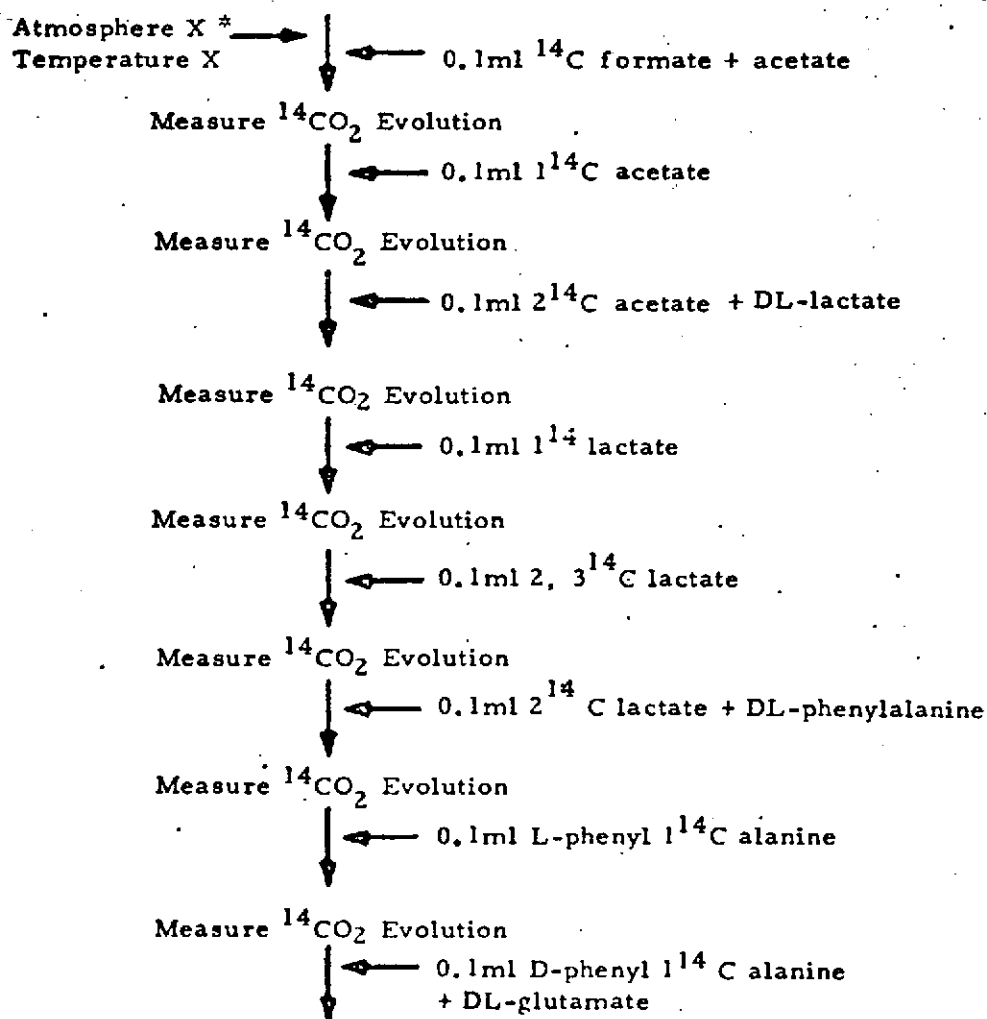 Atmosphere X *
Temperature X
0.1ml ¹⁴C formate + acetate
Measure ¹⁴CO₂ Evolution
0.1ml 1¹⁴C acetate
Measure ¹⁴CO₂ Evolution
0.1ml 2¹⁴C acetate + DL-lactate
Measure ¹⁴CO₂ Evolution
0.1ml 1¹⁴ lactate
Measure ¹⁴CO₂ Evolution
0.1ml 2, 3¹⁴C lactate
Measure ¹⁴CO₂ Evolution
0.1ml 2¹⁴ C lactate + DL-phenylalanine
Measure ¹⁴CO₂ Evolution
0.1ml L-phenyl 1¹⁴C alanine
Measure ¹⁴CO₂ Evolution
0.1ml D-phenyl 1¹⁴ C alanine
+ DL-glutamate